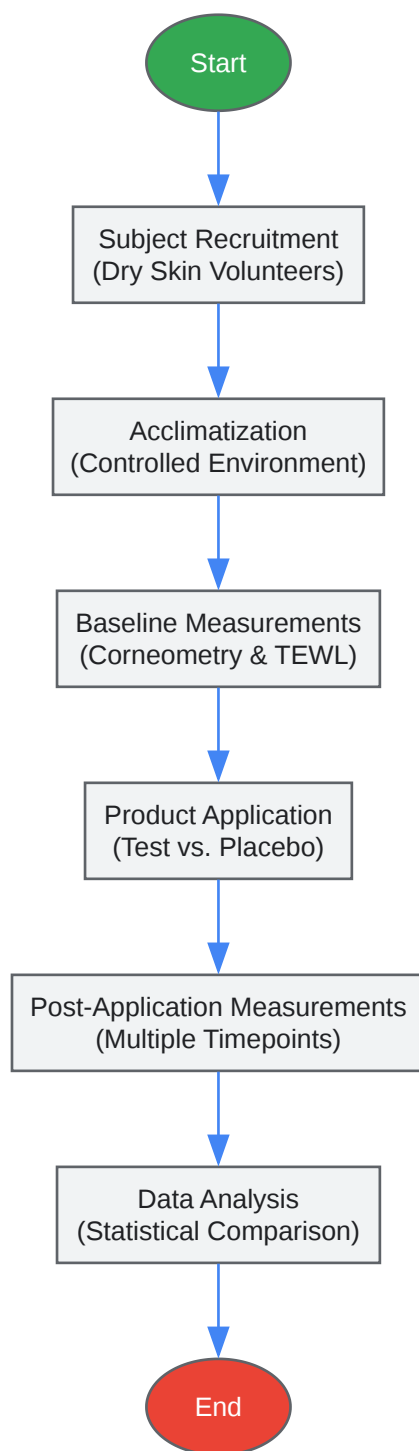 Start
Subject Recruitment
(Dry Skin Volunteers)
Acclimatization
(Controlled Environment)
Baseline Measurements
(Corneometry & TEWL)
Product Application
(Test vs. Placebo)
Post-Application Measurements
(Multiple Timepoints)
Data Analysis
(Statistical Comparison)
End